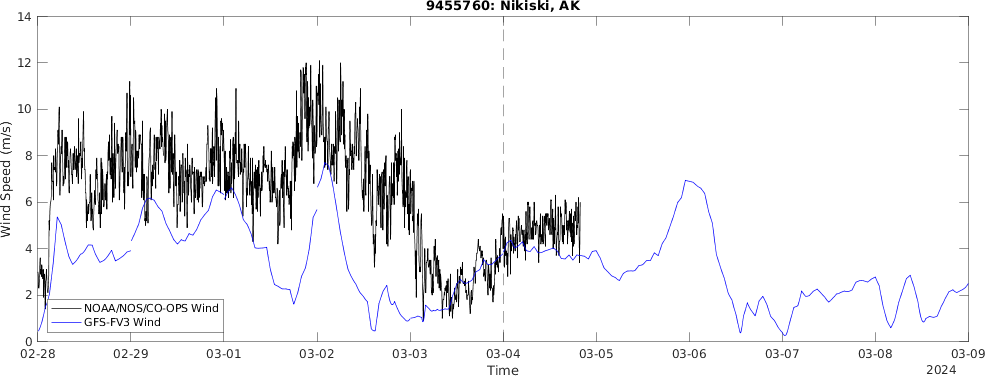 9455760: Nikiski, AK
14
12
10
8
6
4
2
0
Wind Speed (m/s)
NOAA/NOS/CO-OPS Wind
GFS-FV3 Wind
02-28 02-29 03-01 03-02 03-03 03-04 03-05 03-06 03-07 03-08 03-09
Time
2024